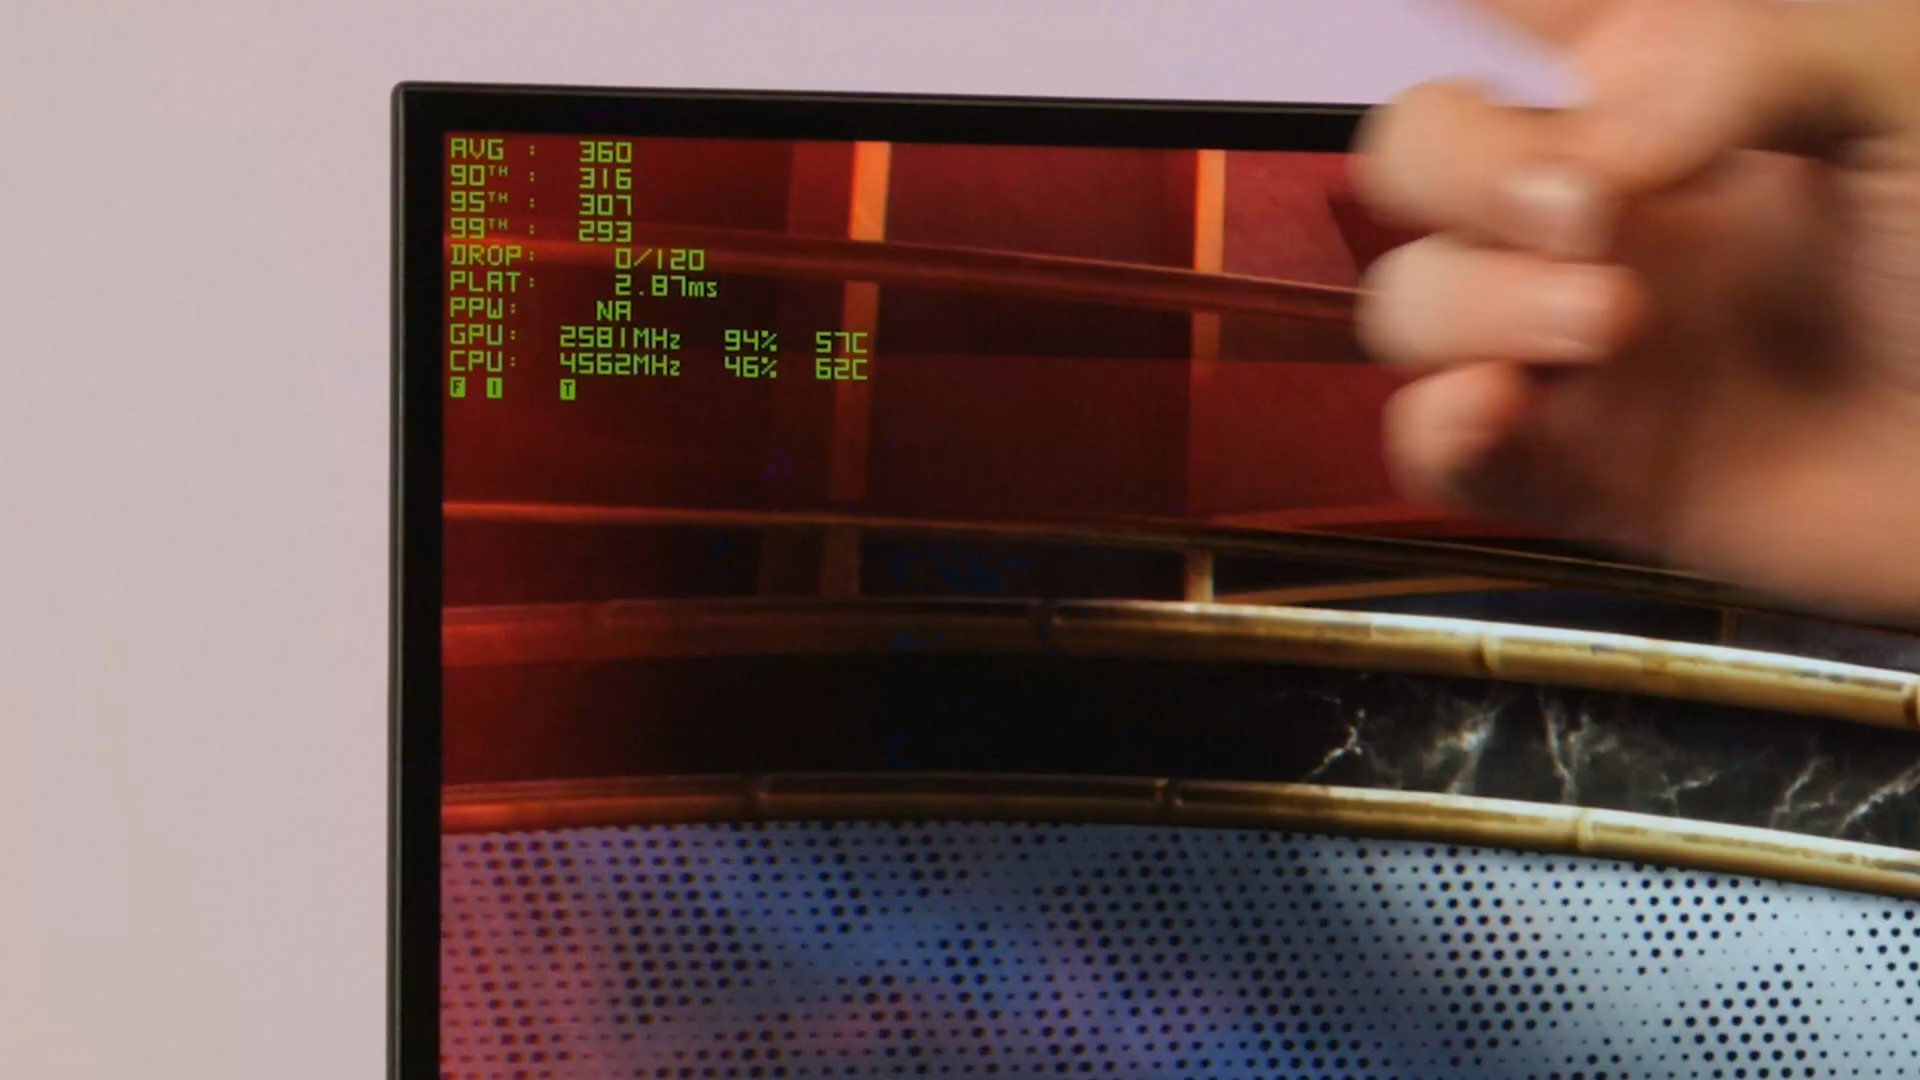 AVG : 360
90TH : 316
95TH : 307
99TH : 293
DROP: 0/120
PLAT: 2.87ms
PPW: NA
GPU: 2581MHz 94% 57C
CPU: 4562MHz 46% 62C
F I T